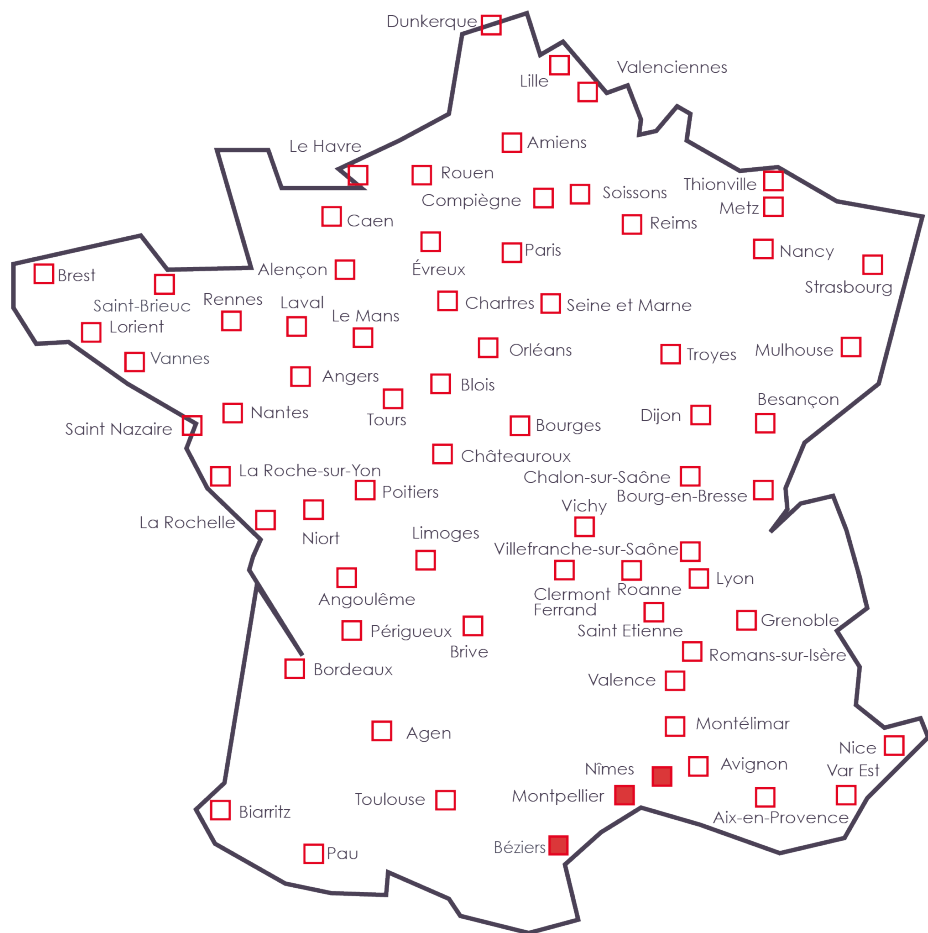 Dunkerque
Lille
Valenciennes
Amiens
Le Havre
Rouen
Compiègne
Soissons
Thionville
Metz
Caen
Reims
Évreux
Paris
Nancy
Strasbourg
Alençon
Brest
Saint-Brieuc
Rennes
Laval
Le Mans
Chartres
Seine et Marne
Lorient
Vannes
Orléans
Troyes
Mulhouse
Angers
Blois
Tours
Saint Nazaire
Nantes
Bourges
Dijon
Besançon
Châteauroux
La Roche-sur-Yon
Poitiers
Chalon-sur-Saône
Bourg-en-Bresse
La Rochelle
Niort
Vichy
Limoges
Villefranche-sur-Saône
Angoulême
Clermont
Ferrand
Roanne
Lyon
Saint Etienne
Grenoble
Périgueux
Brive
Romans-sur-Isère
Bordeaux
Valence
Agen
Montélimar
Nice
Nîmes
Avignon
Var Est
Biarritz
Toulouse
Montpellier
Aix-en-Provence
Pau
Béziers